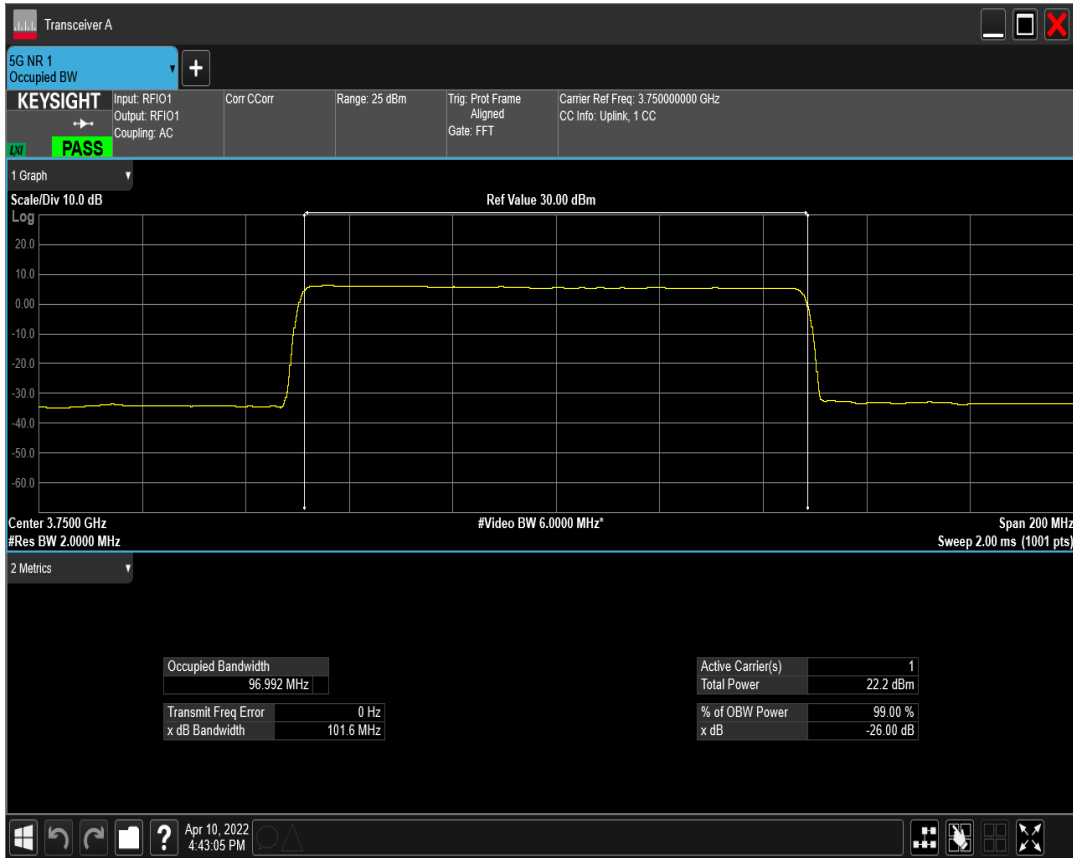 Transceiver A
5G NR 1
Occupied BW
+
KEYSIGHT
LXI
PASS
Input: RFIO1
Output: RFIO1
Coupling: AC
Corr CCorr
Range: 25 dBm
Trig: Prot Frame
Aligned
Gate: FFT
Carrier Ref Freq: 3.750000000 GHz
CC Info: Uplink, 1 CC
1 Graph
Scale/Div 10.0 dB
Ref Value 30.00 dBm
Log
20.0
10.0
0.00
-10.0
-20.0
-30.0
-40.0
-50.0
-60.0
Center 3.7500 GHz
#Video BW 6.0000 MHz*
Span 200 MHz
#Res BW 2.0000 MHz
Sweep 2.00 ms (1001 pts)
2 Metrics
Occupied Bandwidth
96.992 MHz
Transmit Freq Error 0 Hz
x dB Bandwidth 101.6 MHz
Active Carrier(s) 1
Total Power 22.2 dBm
% of OBW Power 99.00 %
x dB -26.00 dB
?
Apr 10, 2022
4:43:05 PM